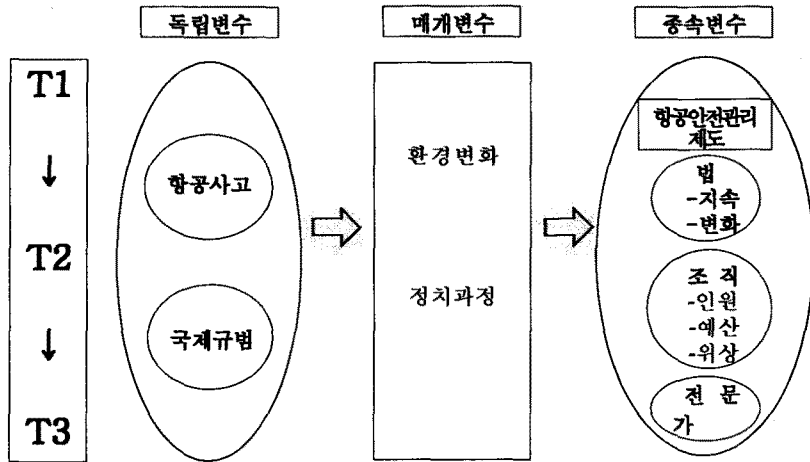 독립변수
매개변수
종속변수
T1
↓
T2
↓
T3
항공사고
국제규범
환경변화
정치과정
항공안전관리
제도
법
-지속
-변화
조직
-인원
-예산
-위상
전 문
가